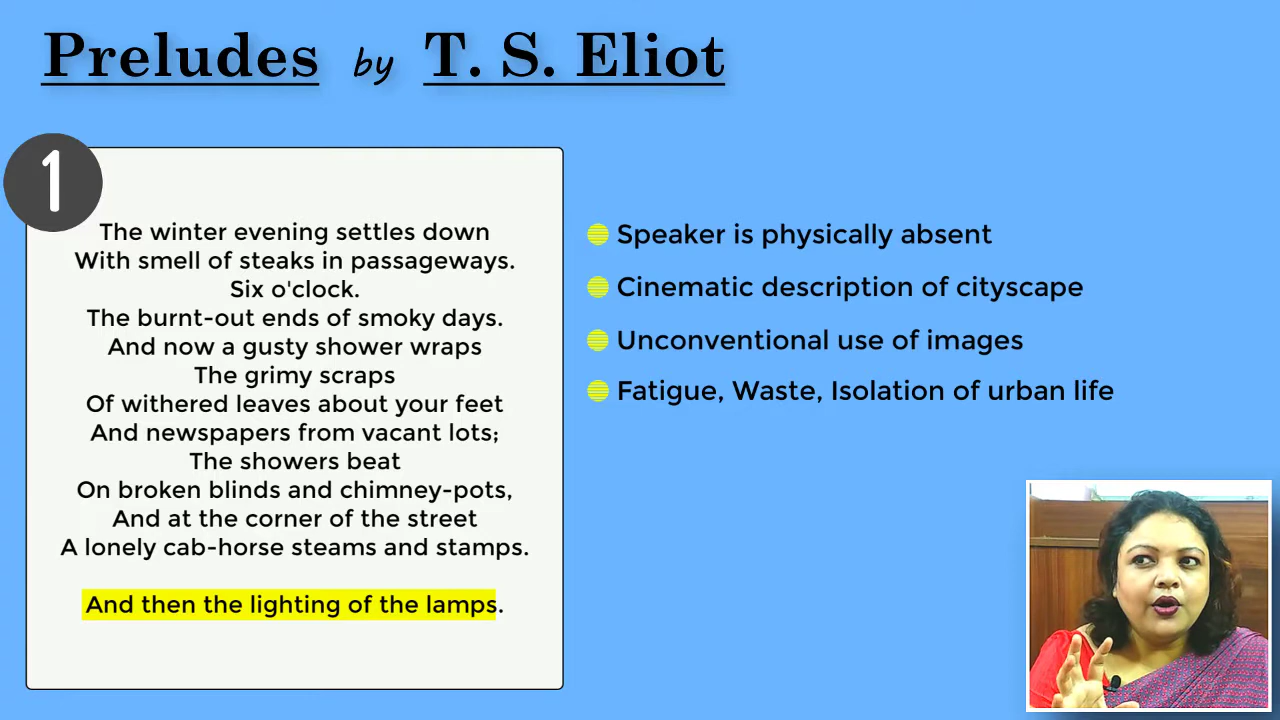 Preludes by T. S. Eliot
1
The winter evening settles down
With smell of steaks in passageways.
Six o'clock.
The burnt-out ends of smoky days.
And now a gusty shower wraps
The grimy scraps
Of withered leaves about your feet
And newspapers from vacant lots;
The showers beat
On broken blinds and chimney-pots,
And at the corner of the street
A lonely cab-horse steams and stamps.
And then the lighting of the lamps.
Speaker is physically absent
Cinematic description of cityscape
Unconventional use of images
Fatigue, Waste, Isolation of urban life